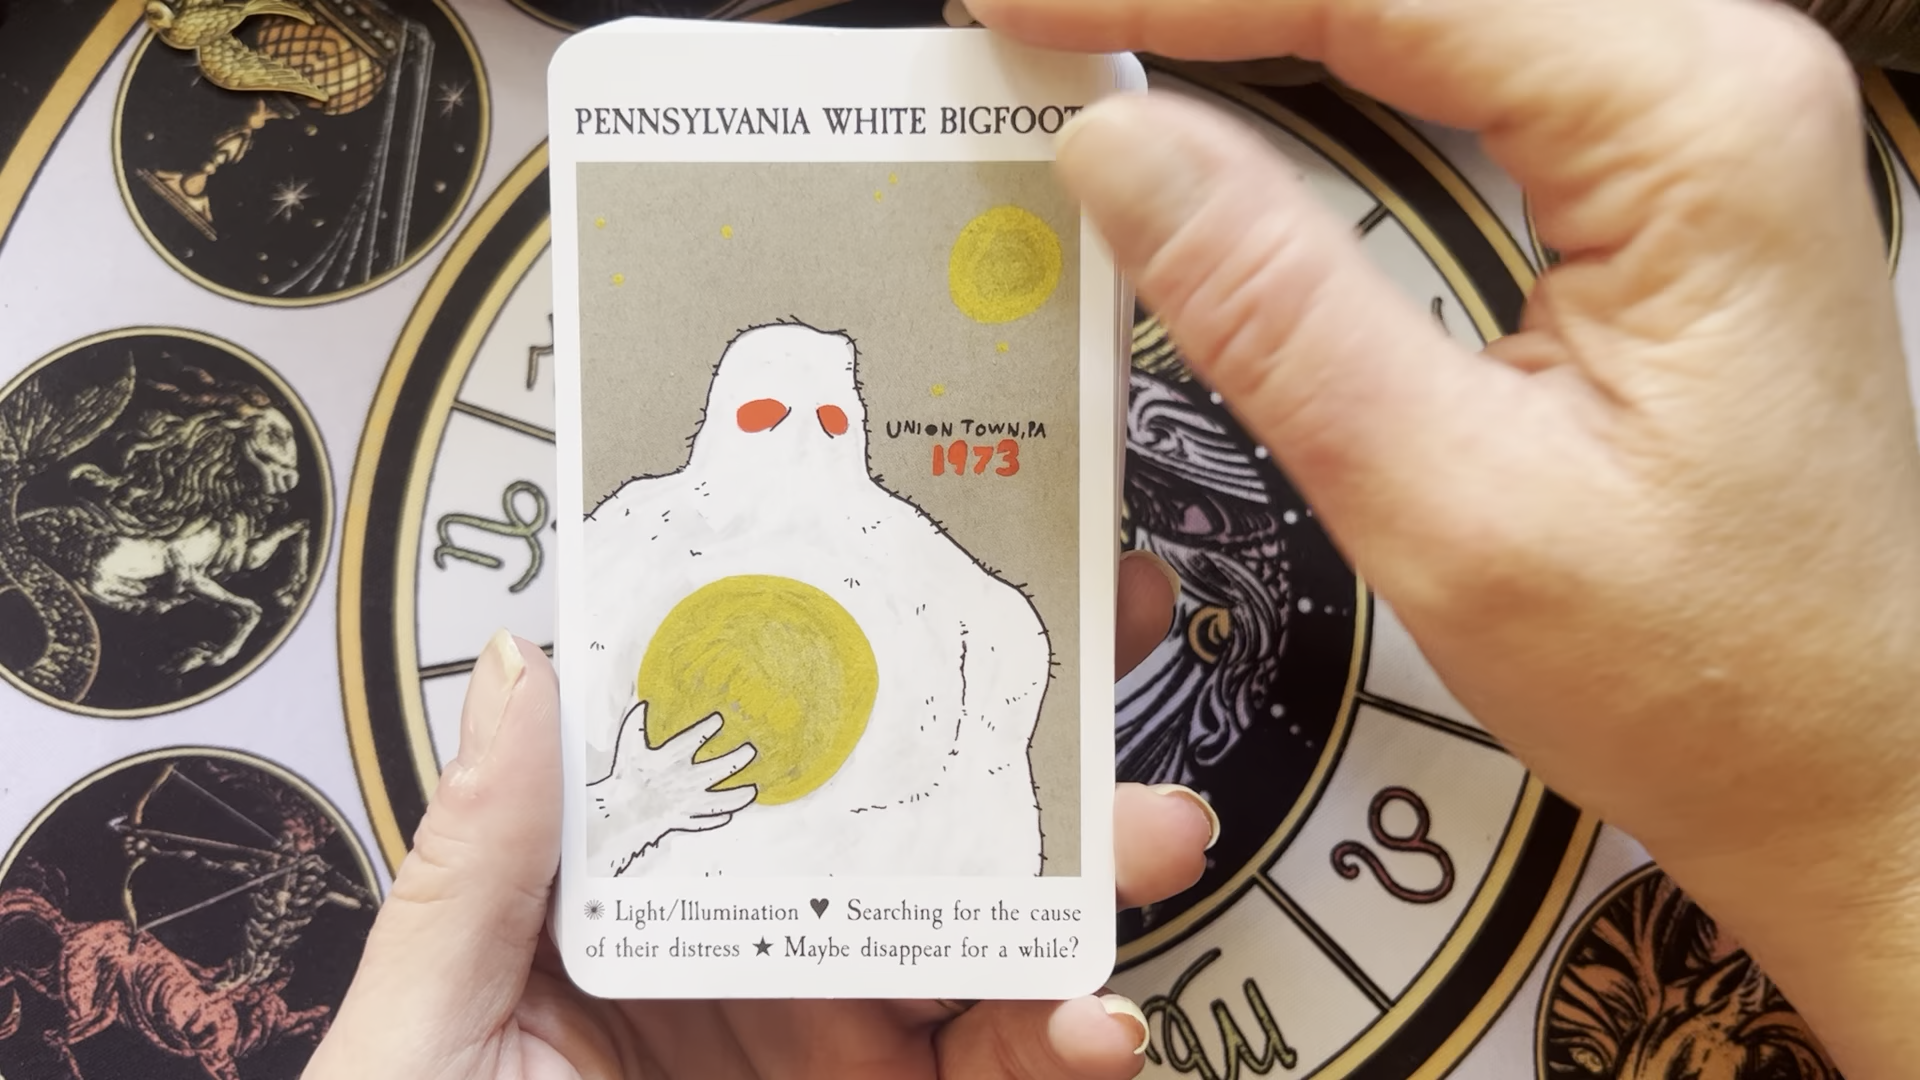 PENNSYLVANIA WHITE BIGFOOT
UNION TOWN, PA
1973
Light/Illumination ♥ Searching for the cause
of their distress ★ Maybe disappear for a while?